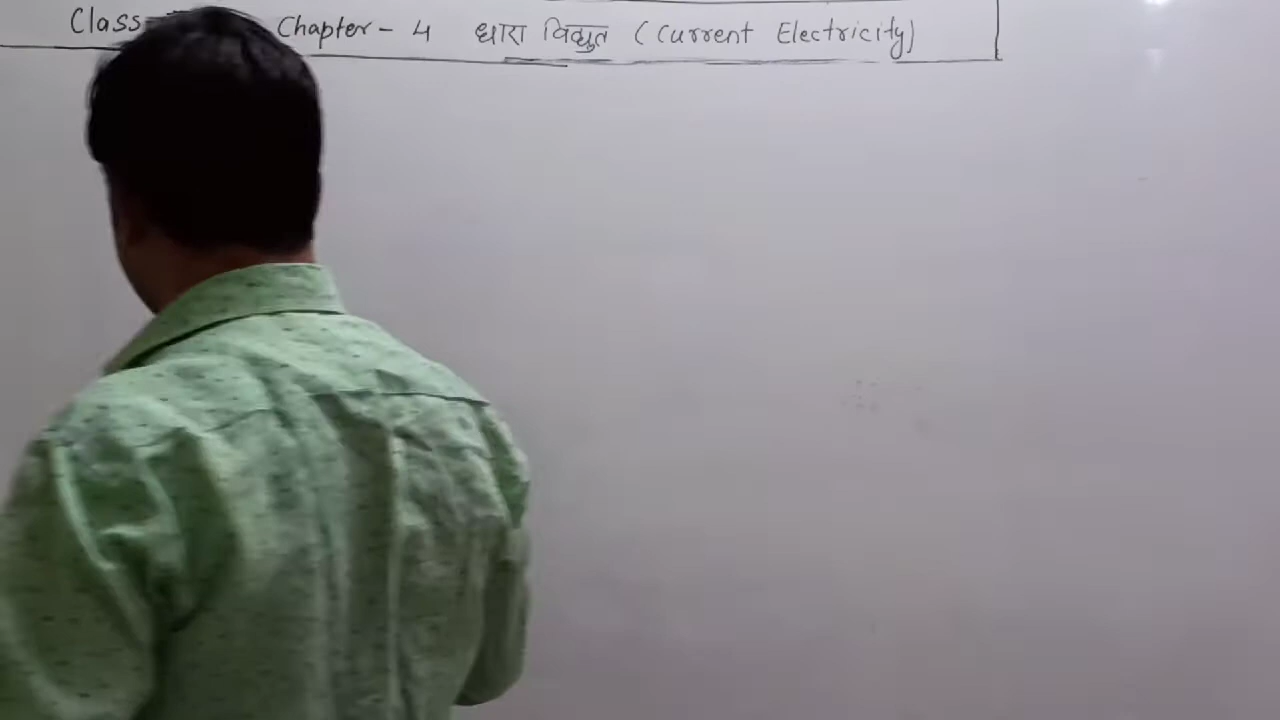 Class- Chapter - 4 धारा विद्युत (Current Electricity)